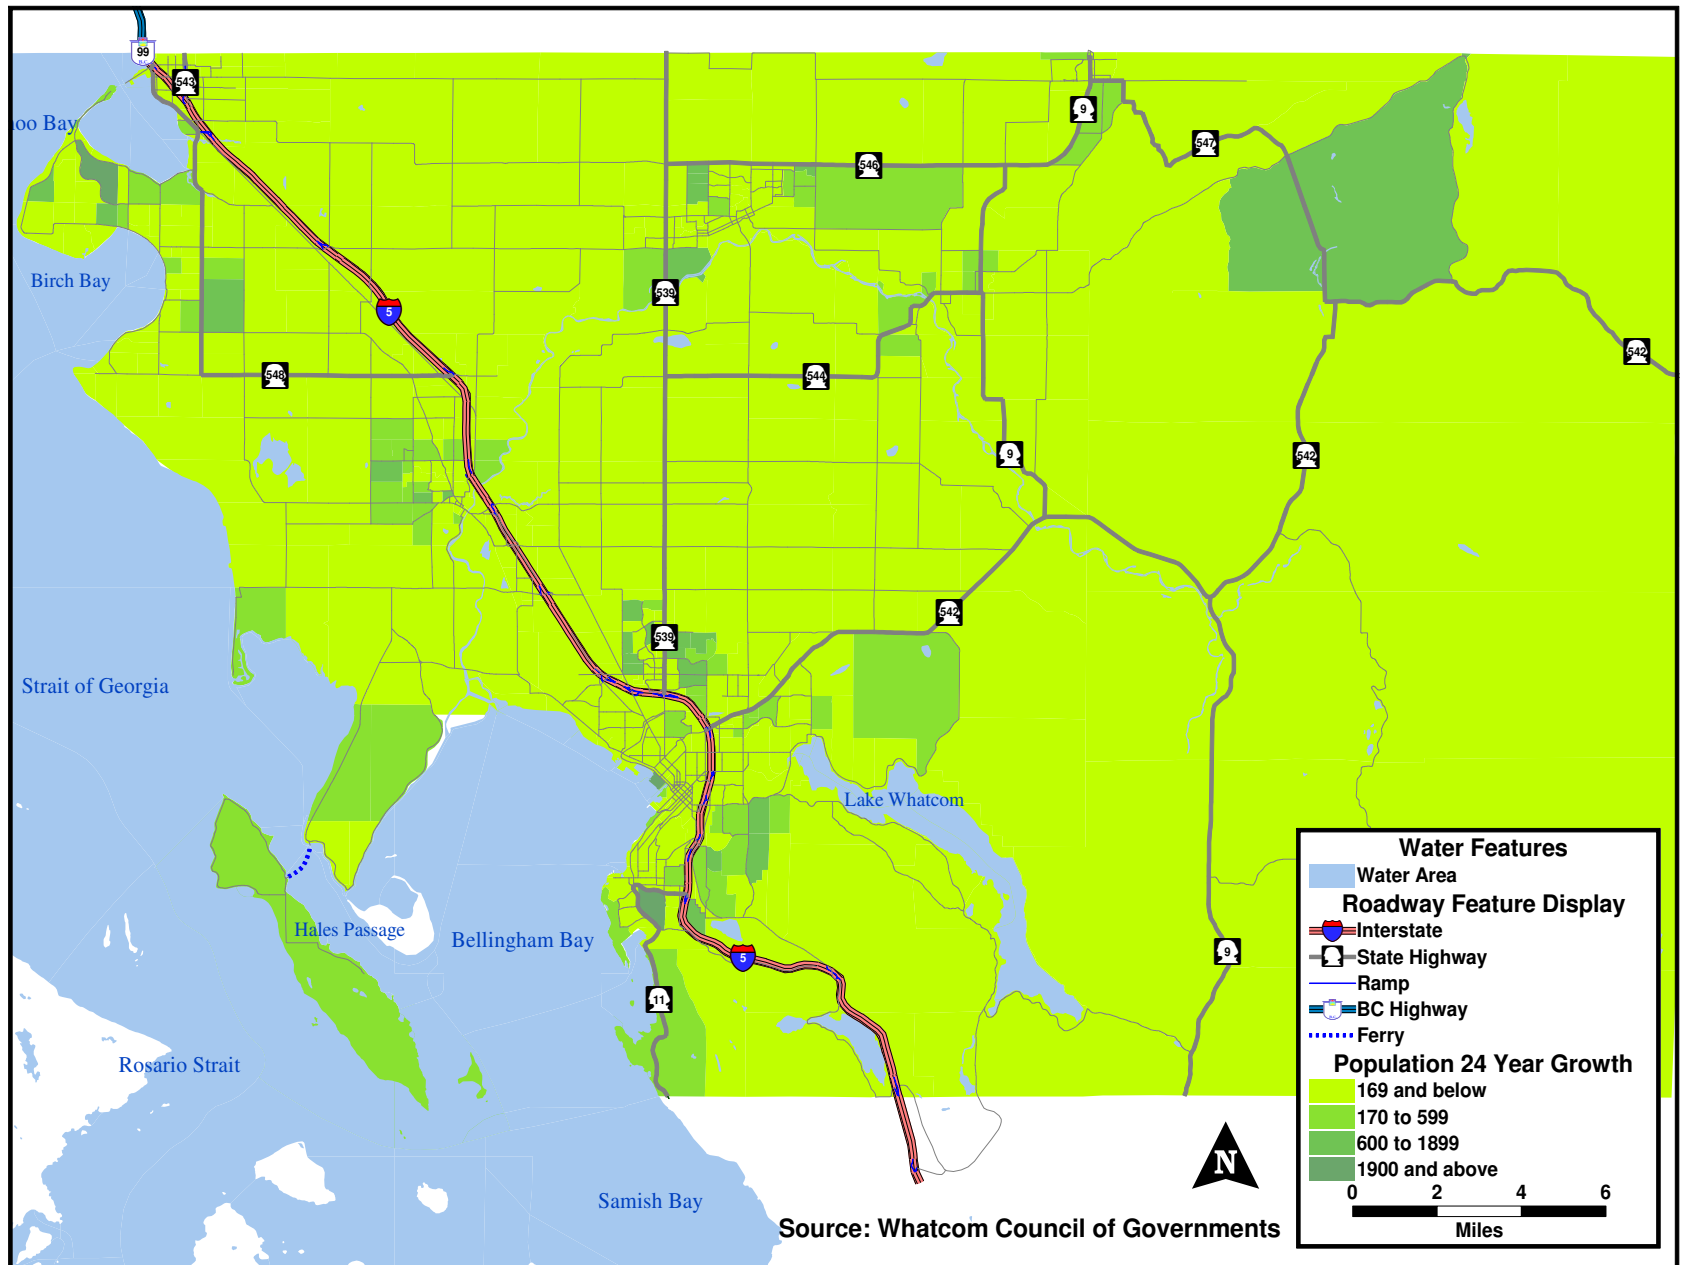 99
B.C.
543
9
547
546
oo Bay
Birch Bay
539
5
542
548
544
9
542
542
539
Strait of Georgia
Lake Whatcom
Hales Passage
Bellingham Bay
5
9
11
Rosario Strait
Samish Bay
Water Features
Water Area
Roadway Feature Display
Interstate
State Highway
Ramp
BC Highway
Ferry
Population 24 Year Growth
169 and below
170 to 599
600 to 1899
1900 and above
0 2 4 6
Miles
N
Source: Whatcom Council of Governments